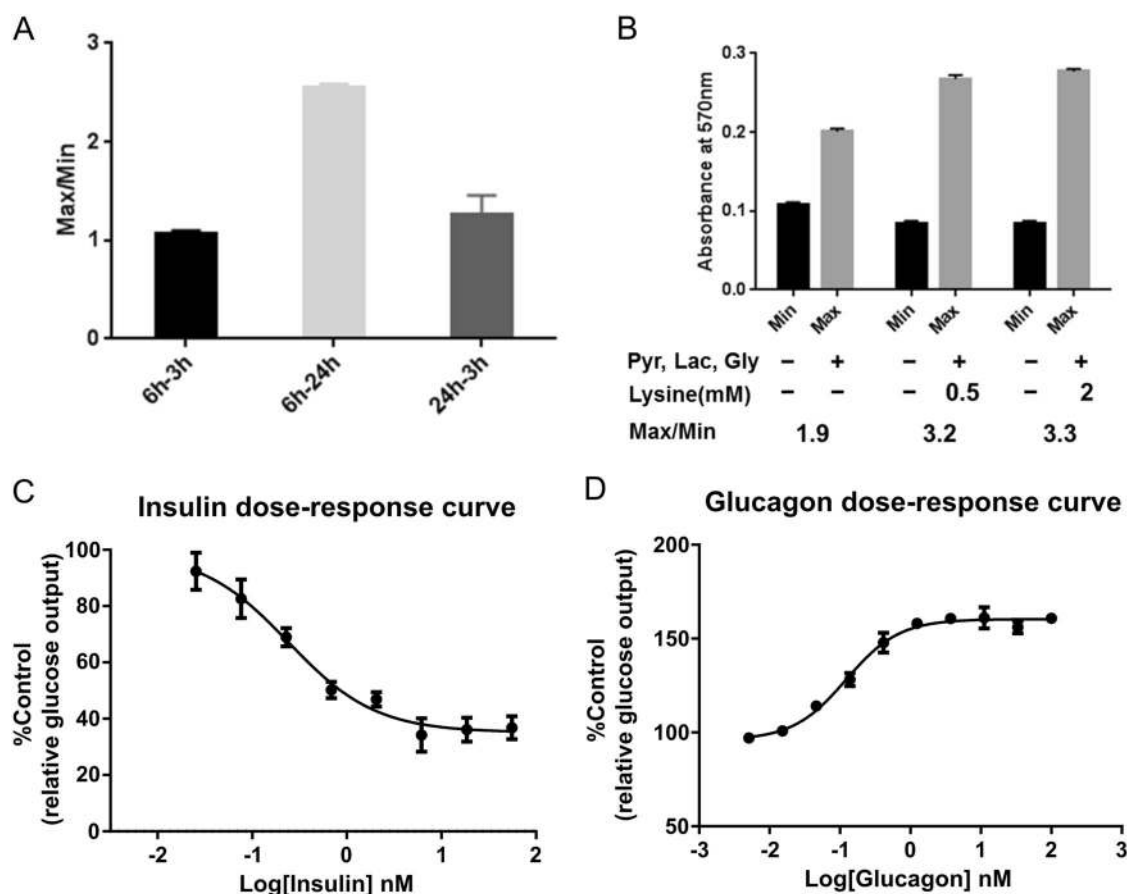 A
Max/Min
3
2
1
0
6h-3h
6h-24h
24h-3h
B
Absorbance at 570nm
0.3
0.2
0.1
0.0
Min Max Min Max Min Max
Pyr, Lac, Gly − + − + − +
Lysine(mM) − − − 0.5 − 2
Max/Min 1.9 3.2 3.3
C
Insulin dose-response curve
%Control
(relative glucose output)
100
80
60
40
20
0
-2 -1 0 1 2
Log[Insulin] nM
D
Glucagon dose-response curve
%Control
(relative glucose output)
200
150
100
50
-3 -2 -1 0 1 2 3
Log[Glucagon] nM